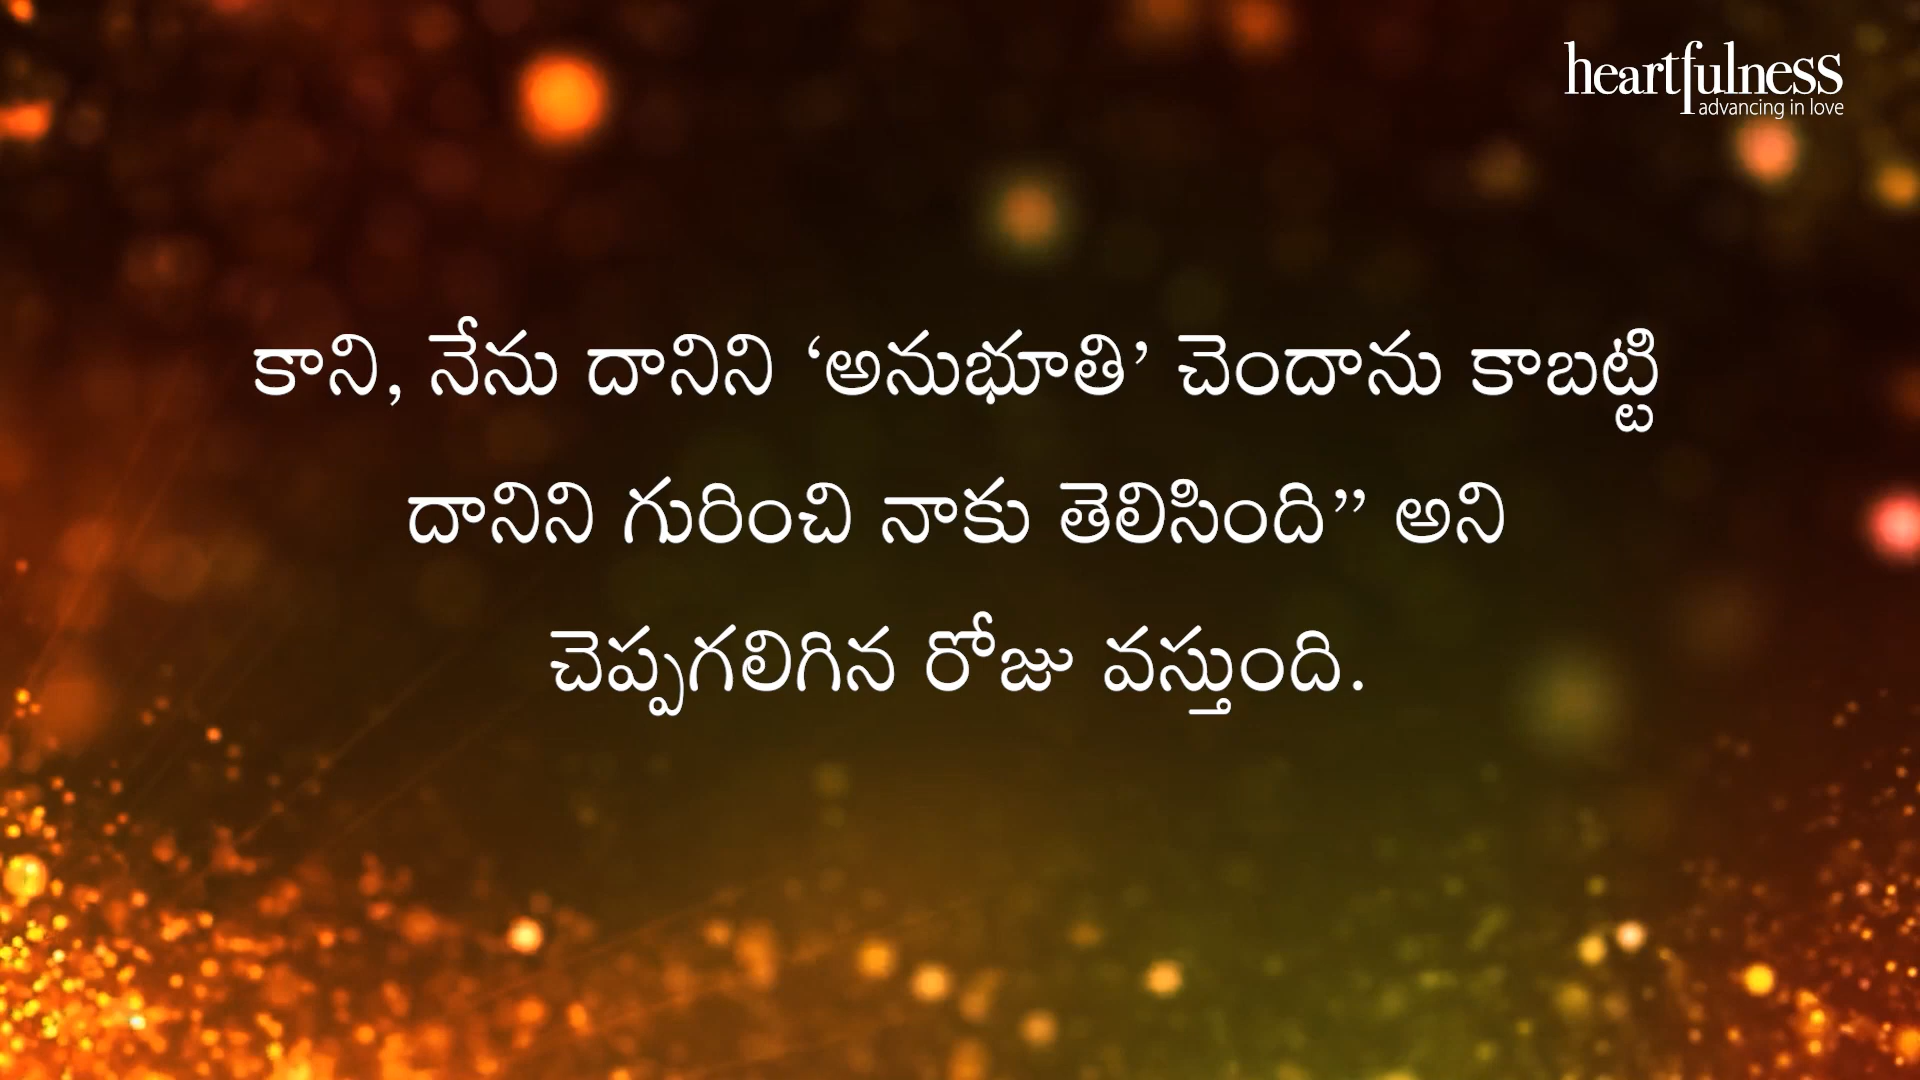 heartfulness
advancing in love
కాని, నేను దానిని ‘అనుభూతి’ చెందాను కాబట్టి
దానిని గురించి నాకు తెలిసింది” అని
చెప్పగలిగిన రోజు వస్తుంది.